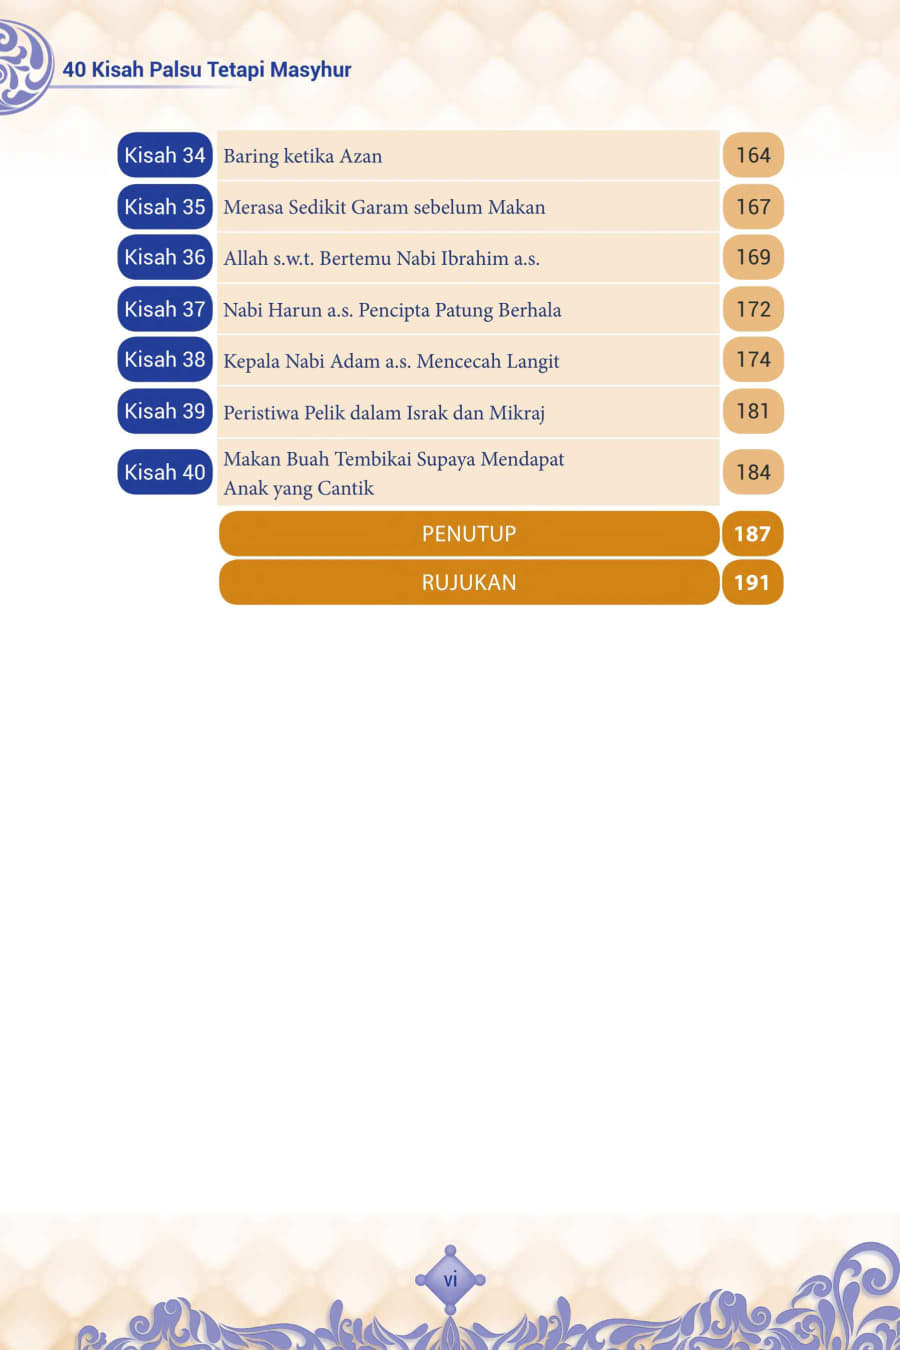 40 Kisah Palsu Tetapi Masyhur
Kisah 34 Baring ketika Azan 164
Kisah 35 Merasa Sedikit Garam sebelum Makan 167
Kisah 36 Allah s.w.t. Bertemu Nabi Ibrahim a.s. 169
Kisah 37 Nabi Harun a.s. Pencipta Patung Berhala 172
Kisah 38 Kepala Nabi Adam a.s. Mencecah Langit 174
Kisah 39 Peristiwa Pelik dalam Israk dan Mikraj 181
Kisah 40 Makan Buah Tembikai Supaya Mendapat
Anak yang Cantik 184
PENUTUP 187
RUJUKAN 191
vi